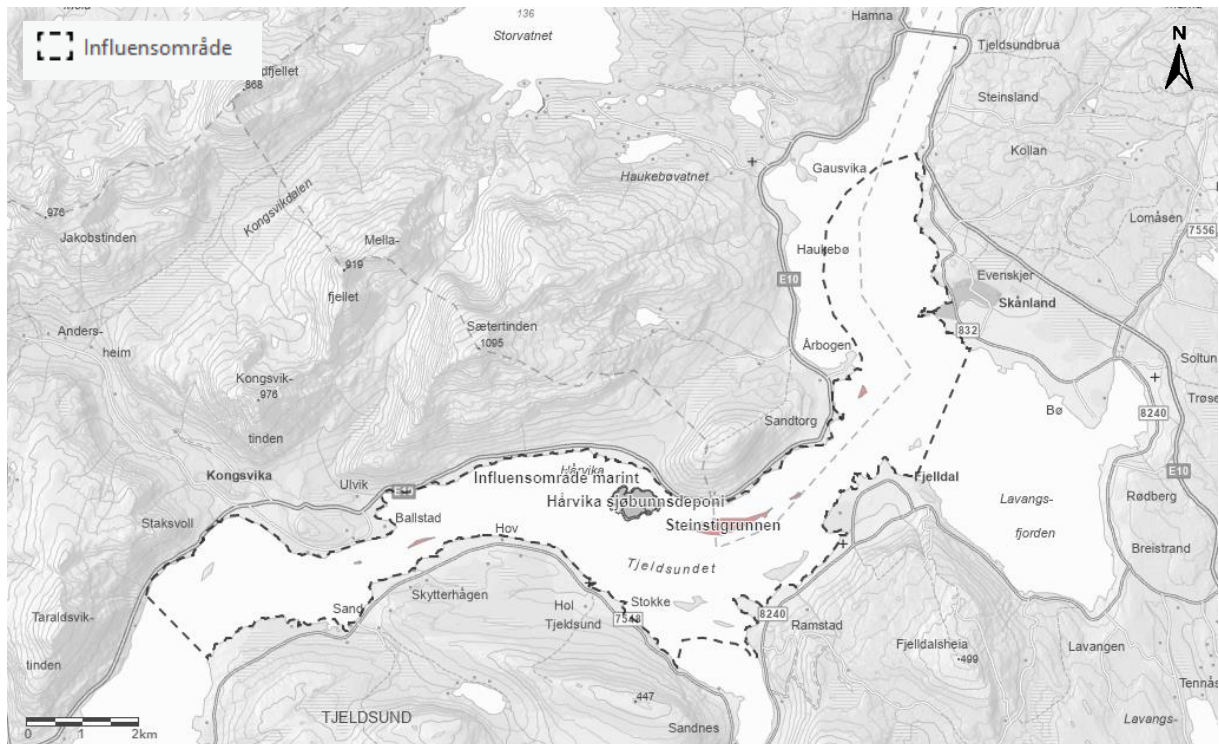 136
Hamna
Storvatnet
N
Influensområde
Tjeldsundbrua
868
Steinsland
Kollan
Gausvika
Haukebøvatnet
Kongsvikdalen
976
Lomåsen
7556
Jakobstinden
Mella-
Haukebø
919
Evenskjer
E10
fjellet
Skånland
Sætertinden
832
Anders-
heim
1095
Årbogen
Soltun
Kongsvik-
976
Bø
8240
tinden
Sandtorg
Kongsvika
Hårvika
E10
Influensområde marint
Ulvik
Fjelldal
Hårvika sjøbunnsdeponi
Lavangs-
Rødberg
Staksvoll
Ballstad
Hov
Steinstigrunnen
fjorden
Breistrand
Tjeldsundet
Skytterhågen
Stokke
Sand
Hol
8240
Taraldsvik-
Tjeldsund
7548
Ramstad
Fjelldalsheia
Lavangen
tinden
499
447
TJELDSUND
Sandnes
Lavangs-
0 1 2km